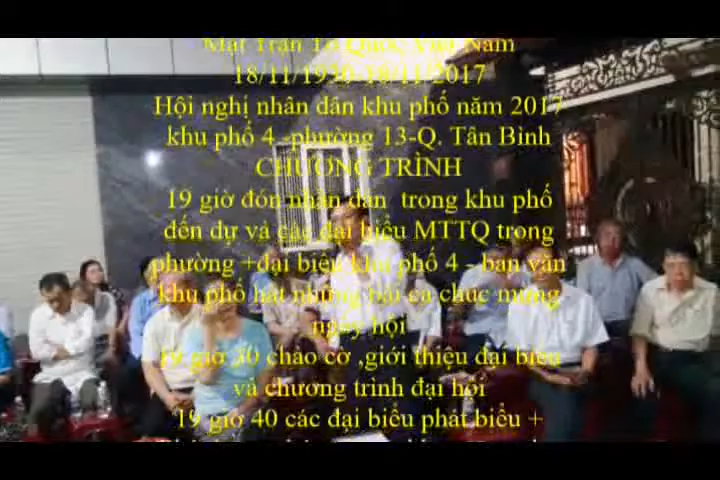 Mặt Trận Tổ Quốc Việt Nam
18/11/1930-18/11/2017
Hội nghị nhân dân khu phố năm 2017
khu phố 4 -phường 13-Q. Tân Bình
CHƯƠNG TRÌNH
19 giờ đón nhân dân trong khu phố
đến dự và các đại biểu MTTQ trong
phường +đại biểu khu phố 4 - ban văn
khu phố hát những bài ca chúc mừng
ngày hội
19 giờ 30 chào cờ ,giới thiệu đại biểu
và chương trình đại hội
19 giờ 40 các đại biểu phát biểu +